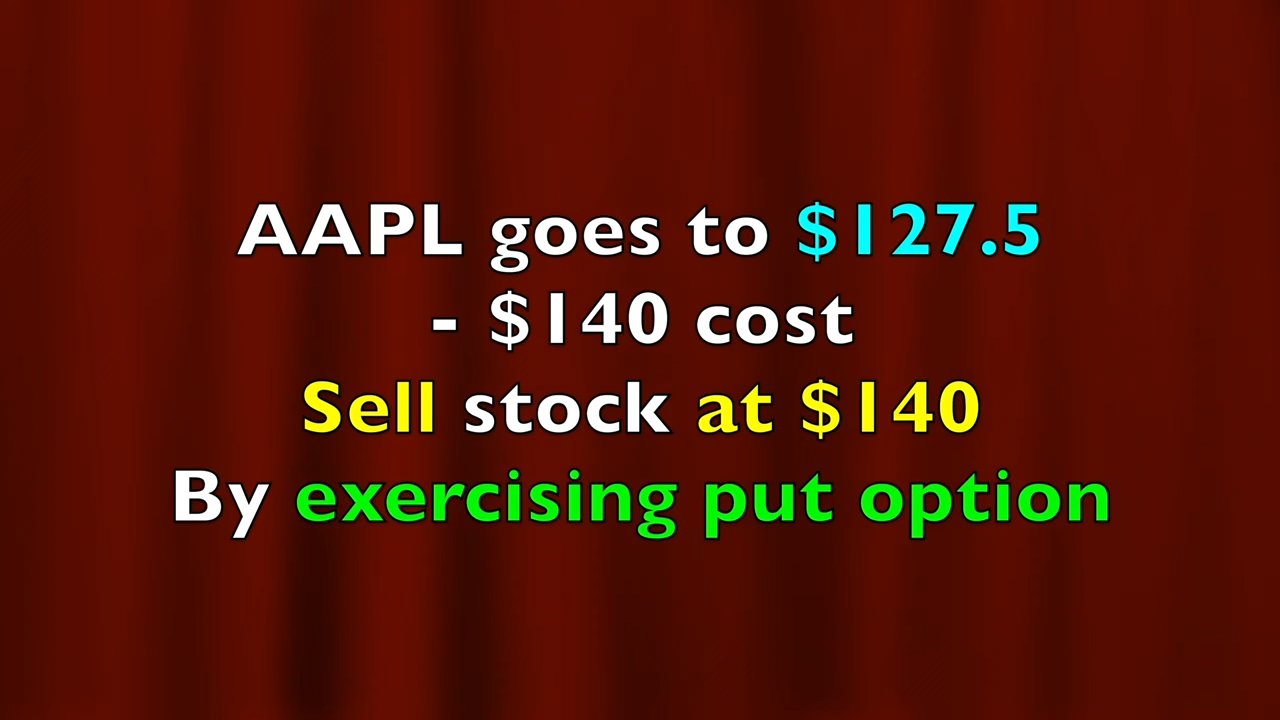 AAPL goes to $127.5
- $140 cost
Sell stock at $140
By exercising put option